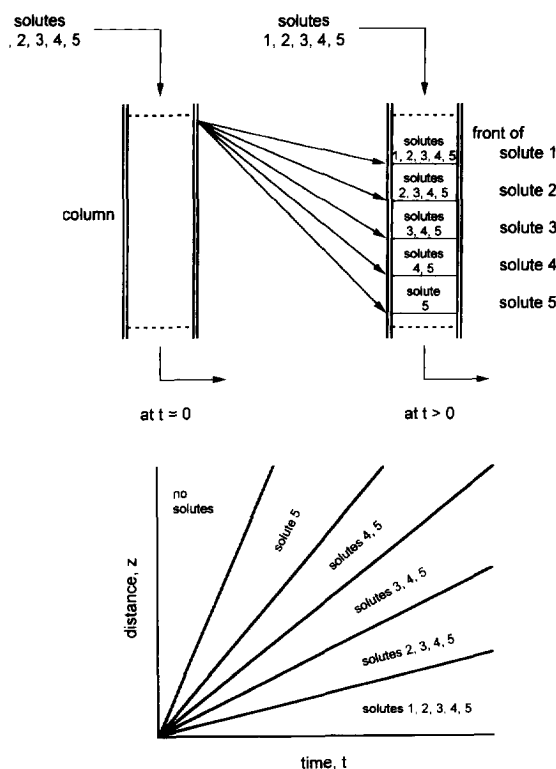 solutes
, 2, 3, 4, 5
solutes
1, 2, 3, 4, 5
column
solutes
1, 2, 3, 4, 5
solutes
2, 3, 4, 5
solutes
3, 4, 5
solutes
4, 5
solute
5
front of
solute 1
solute 2
solute 3
solute 4
solute 5
at t = 0
at t > 0
distance, z
no
solutes
solute 5
solutes 4, 5
solutes 3, 4, 5
solutes 2, 3, 4, 5
solutes 1, 2, 3, 4, 5
time, t